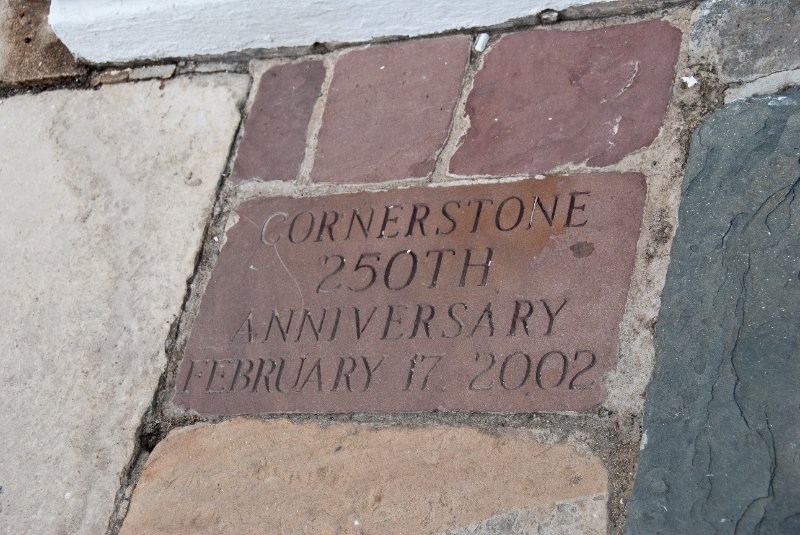 CORNERSTONE
250TH
ANNIVERSARY
FEBRUARY 17 2002